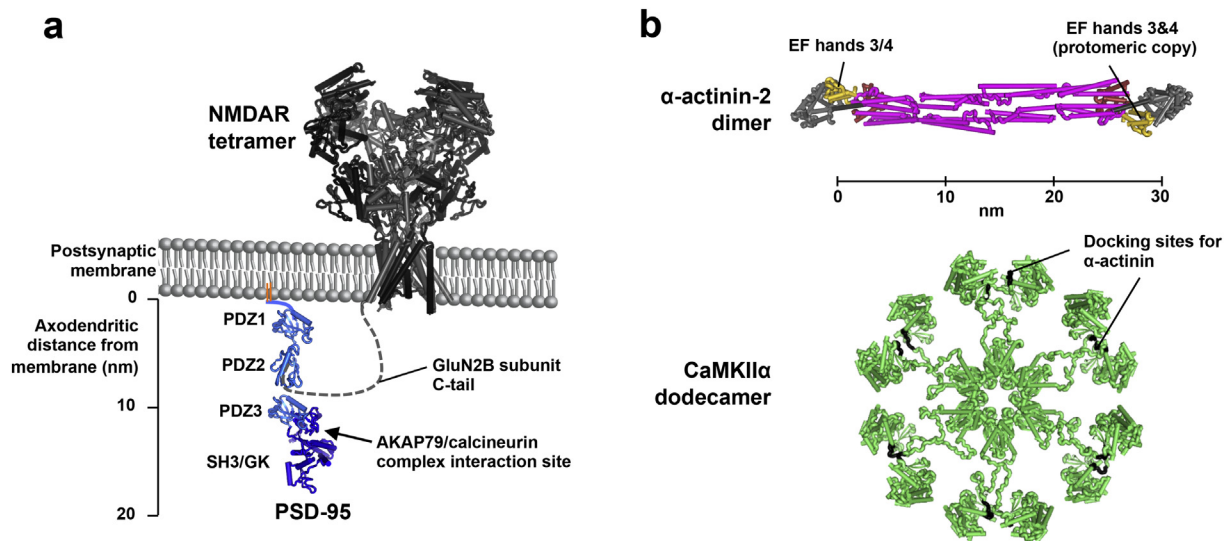 a
NMDAR
tetramer
Postsynaptic
membrane
0
Axodendritic
distance from
membrane (nm)
10
20
PDZ1
PDZ2
PDZ3
SH3/GK
GluN2B subunit
C-tail
AKAP79/calcineurin
complex interaction site
PSD-95
b
EF hands 3/4
EF hands 3&4
(protomeric copy)
α-actinin-2
dimer
0 10 20 30
nm
Docking sites for
α-actinin
CaMKIIα
dodecamer